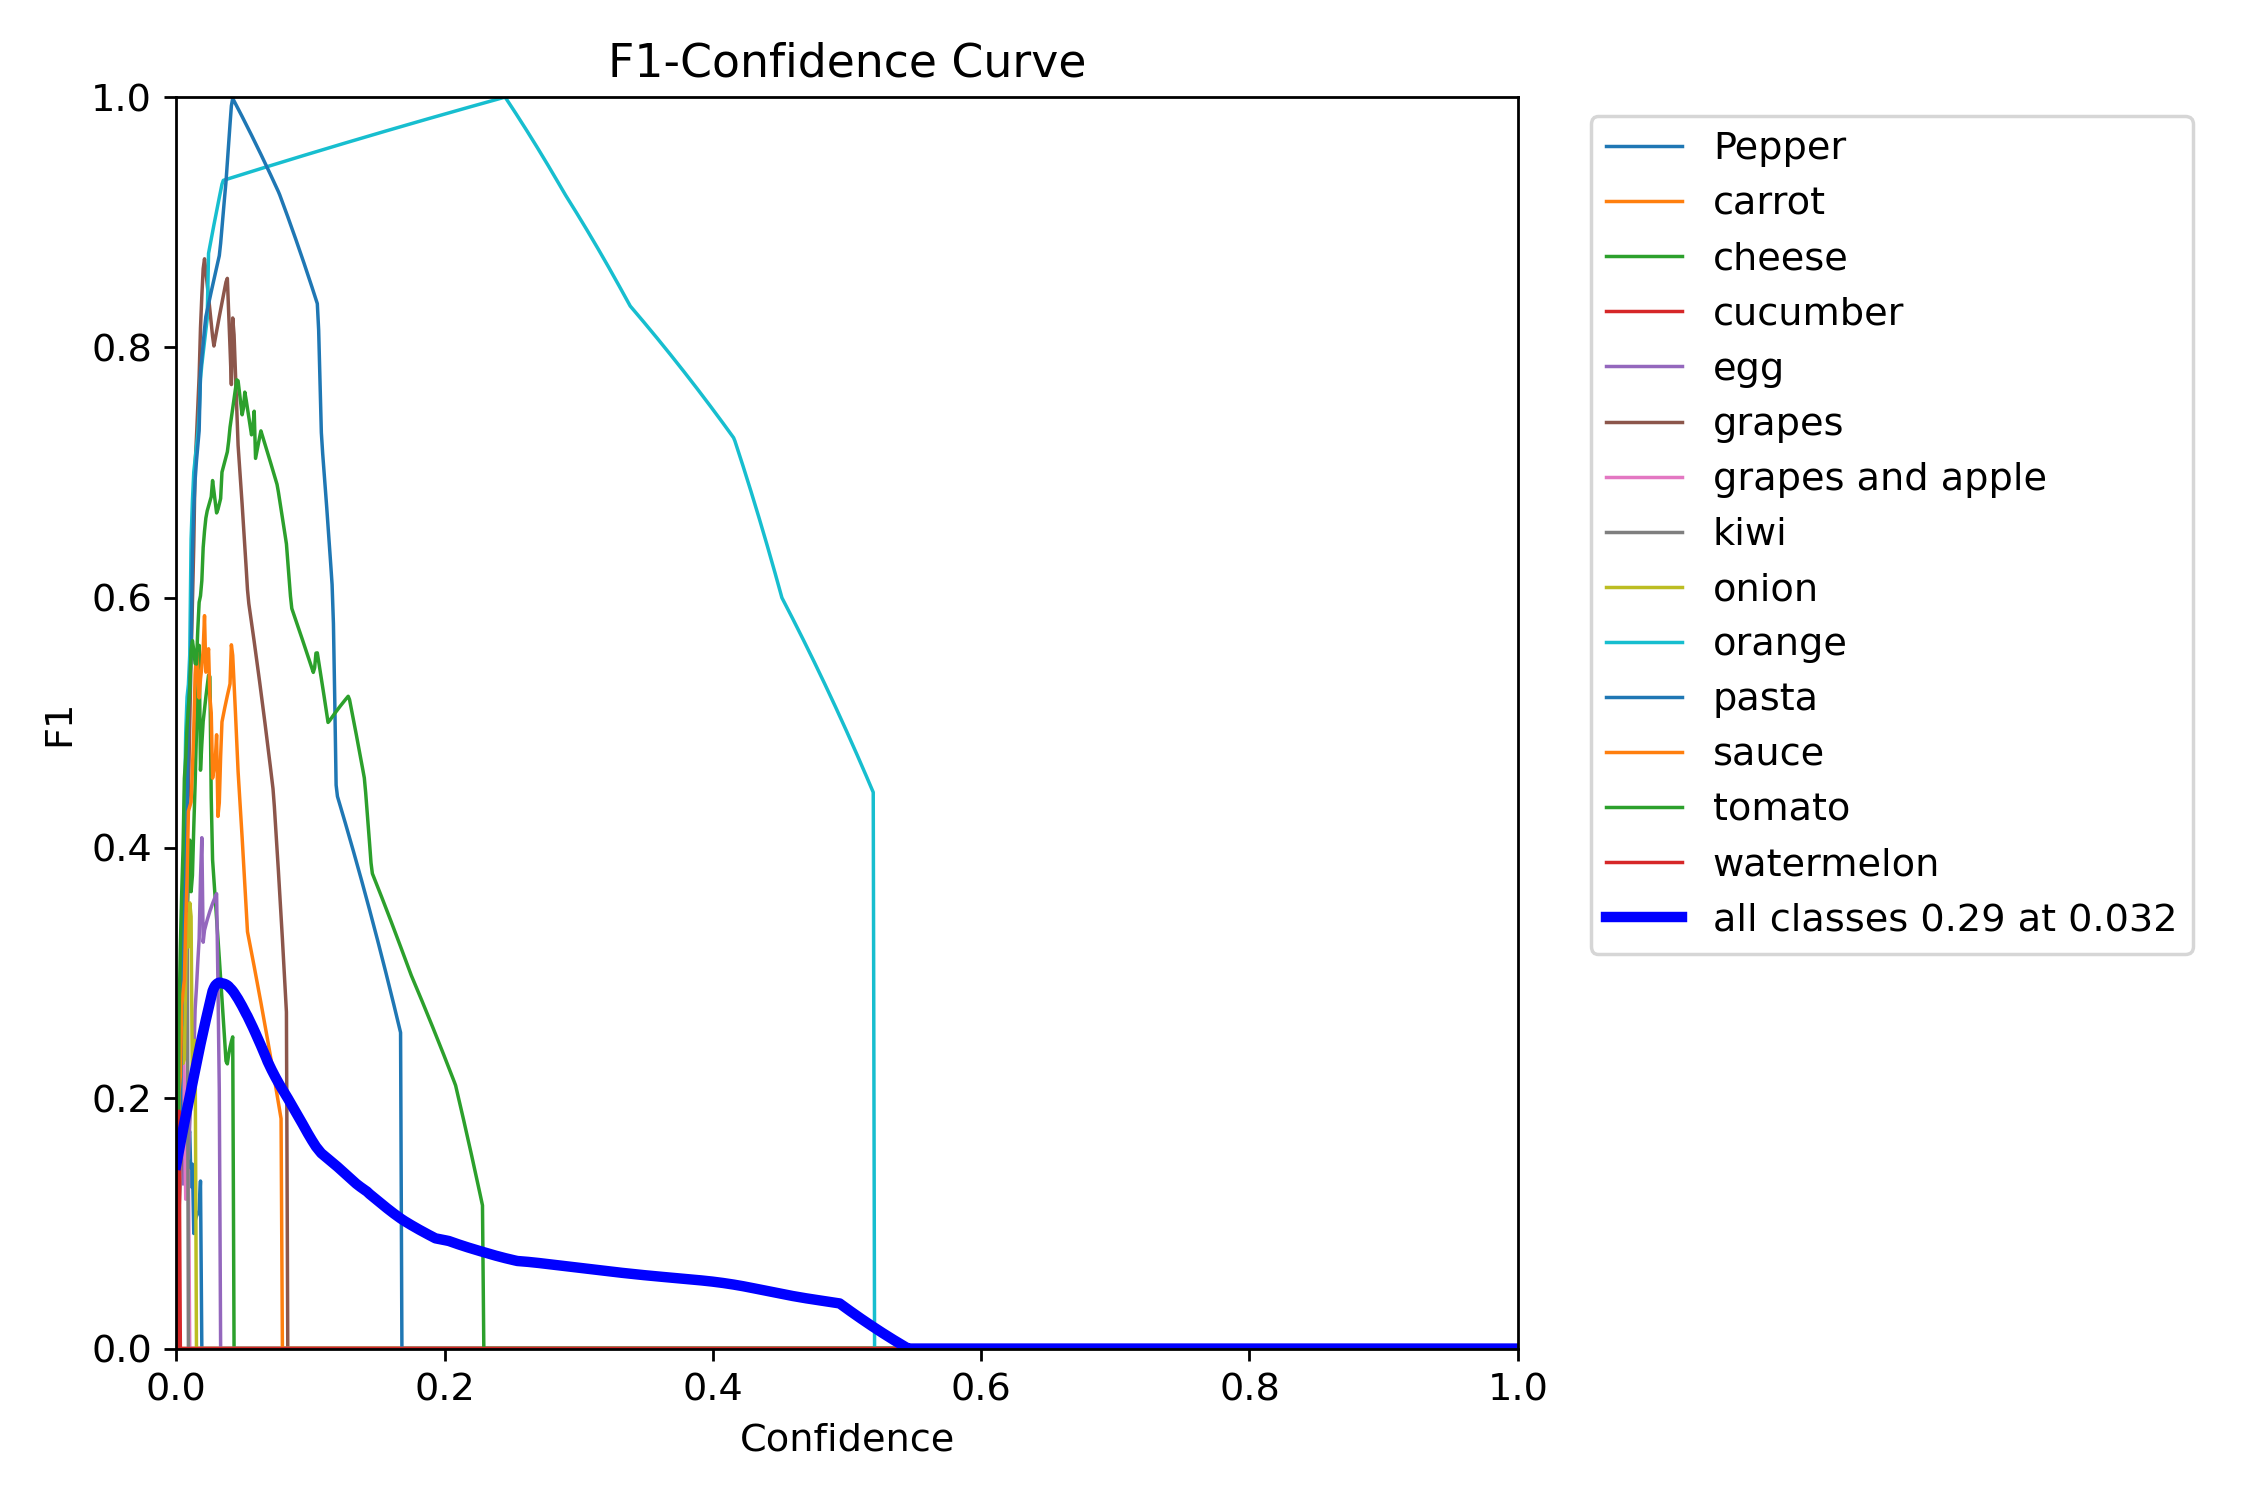 F1-Confidence Curve
1.0
0.8
0.6
0.4
0.2
0.0
F1
0.0 0.2 0.4 0.6 0.8 1.0
Confidence
Pepper
carrot
cheese
cucumber
egg
grapes
grapes and apple
kiwi
onion
orange
pasta
sauce
tomato
watermelon
all classes 0.29 at 0.032